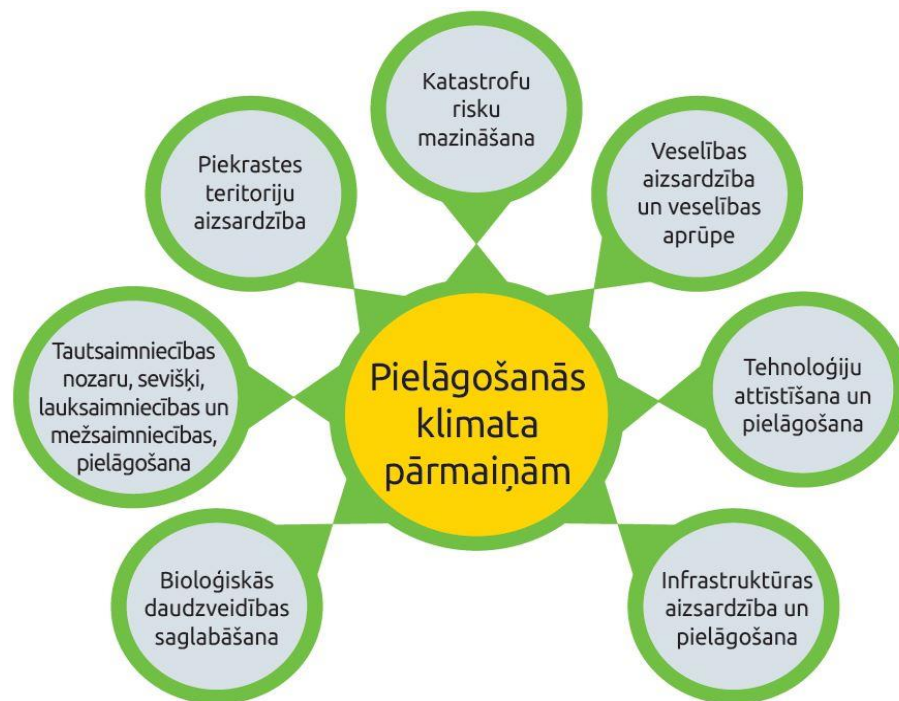 Katastrofu
risku
mazināšana
Piekrastes
teritoriju
aizsardzība
Veselības
aizsardzība
un veselības
aprūpe
Tautsaimniecības
nozaru, sevišķi,
lauksaimniecības un
mežsaimniecības,
pielāgošana
Pielāgošanās
klimata
pārmaiņām
Tehnoloģiju
attīstīšana un
pielāgošana
Bioloģiskās
daudzveidības
saglabāšana
Infrastruktūras
aizsardzība un
pielāgošana